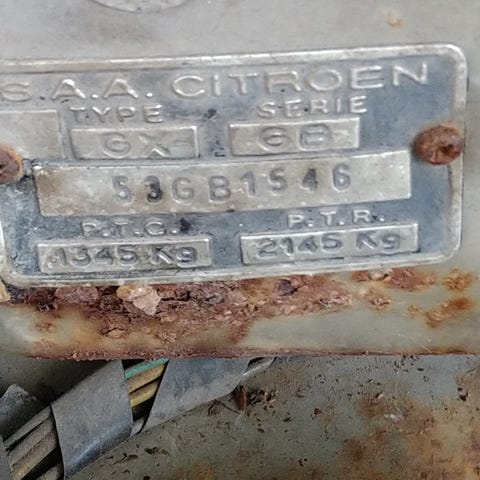 S.A.A. CITROEN
TYPE SERIE
GX GB
53GB1546
P.T.C. P.T.R.
1345 Kg 2145 Kg